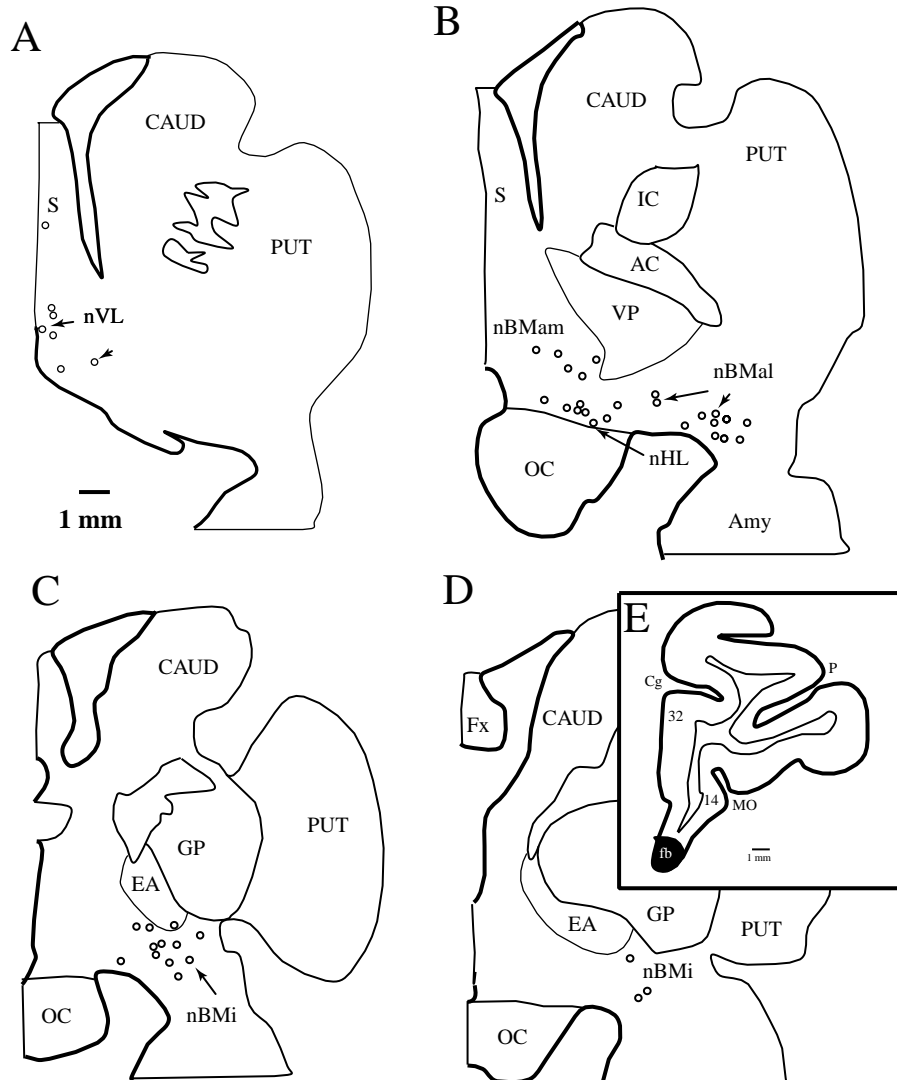 A
CAUD
S
PUT
nVL
1 mm
B
CAUD
PUT
S
IC
AC
VP
nBMam
nBMal
nHL
OC
Amy
C
CAUD
GP
PUT
EA
nBMi
OC
D
Fx
CAUD
EA
GP
PUT
nBMi
OC
E
Cg
P
32
14
MO
fb
1 mm